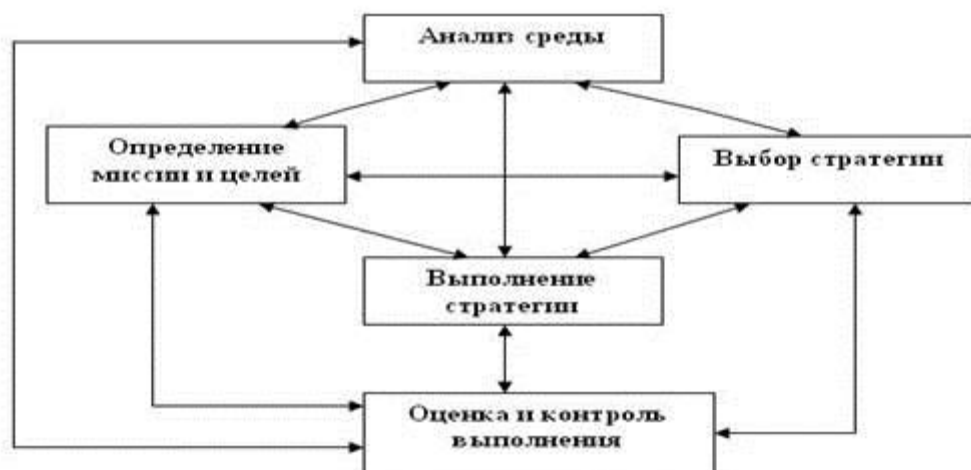 Анализ среды
Определение
миссии и целей
Выбор стратегии
Выполнение
стратегии
Оценка и контроль
выполнения